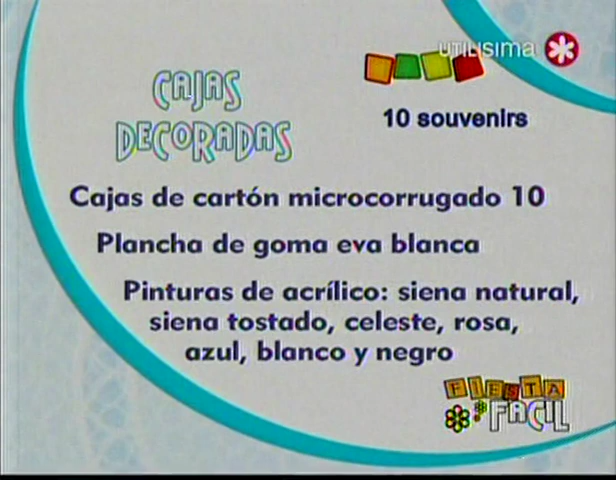 UTILISIMA
CAJAS
DECORADAS
10 souvenirs
Cajas de cartón microcorrugado 10
Plancha de goma eva blanca
Pinturas de acrílico: siena natural,
siena tostado, celeste, rosa,
azul, blanco y negro
FIESTA
FACIL